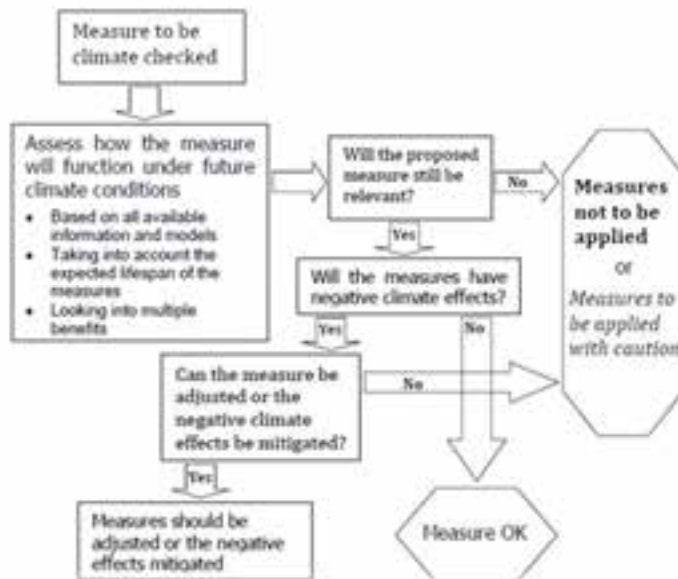 Measure to be
climate checked
Assess how the measure
will function under future
climate conditions
• Based on all available
information and models
• Taking into account the
expected lifespan of the
measures
• Looking into multiple
benefits
Will the proposed
measure still be
relevant?
No
Measures
not to be
applied
or
Measures to
be applied
with caution
Yes
Will the measures have
negative climate effects?
Yes
No
Can the measure be
adjusted or the
negative climate
effects be mitigated?
No
Yes
Measures should be
adjusted or the negative
effects mitigated
Measure OK